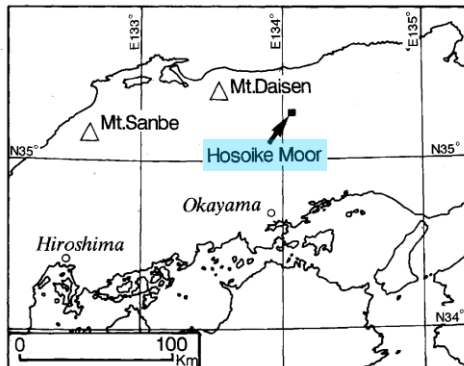 E133°
E134°
E135°
Mt.Daisen
Mt.Sanbe
Hosoike Moor
N35°
N35°
Okayama
Hiroshima
N34°
0 100
Km